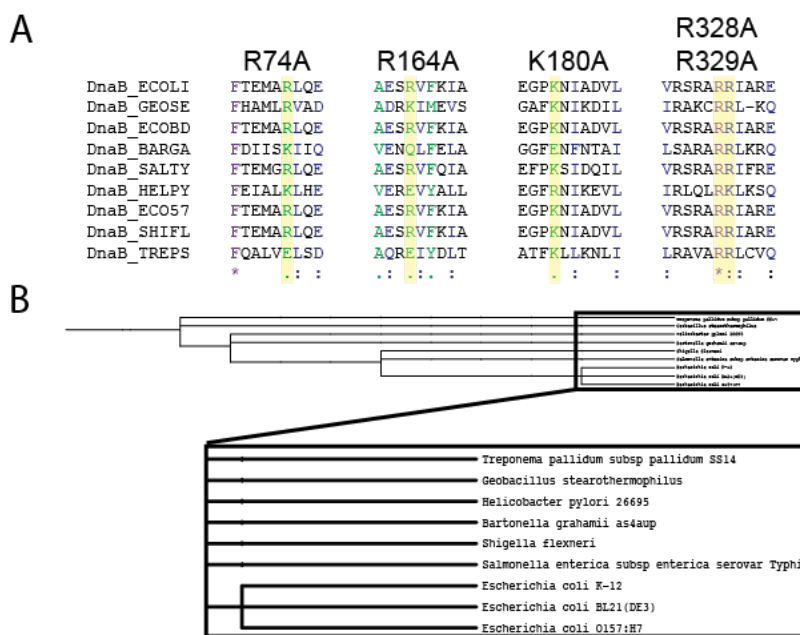 A
R74A R164A K180A R328A
R329A
DnaB_ECOLI FTEMARLQE AESRVFKIA EGPKNIADVL VRSRARRIARE
DnaB_GEOSE FHAMLRVAD ADRKIMEVS GAFKNIKDIL IRAKCRRL-KQ
DnaB_ECOBD FTEMARLQE AESRVFKIA EGPKNIADVL VRSRARRIARE
DnaB_BARGA FDIISKIIQ VENQLFELA GGFENFNTAI LSARARRLKRQ
DnaB_SALTY FTEMGRLQE AESRVFQIA EFPKSIDQIL VRSRARRIFRE
DnaB_HELPY FEIALKLHE VEREVYALL EGFRNIKEVL IRLQLRKLKSQ
DnaB_ECO57 FTEMARLQE AESRVFKIA EGPKNIADVL VRSRARRIARE
DnaB_SHIFL FTEMARLQE AESRVFKIA EGPKNIADVL VRSRARRIARE
DnaB_TREPS FQALVELSD AQREIYDLT ATFKLLKNLI LRAVARRLCVQ
* . : : . : . : . : . : : *: : :
B
Treponema pallidum subsp pallidum SS14
Geobacillus stearothermophilus
Helicobacter pylori 26695
Bartonella grahamii as4aup
Shigella flexneri
Salmonella enterica subsp enterica serovar Typhi
Escherichia coli K-12
Escherichia coli BL21(DE3)
Escherichia coli O157:H7